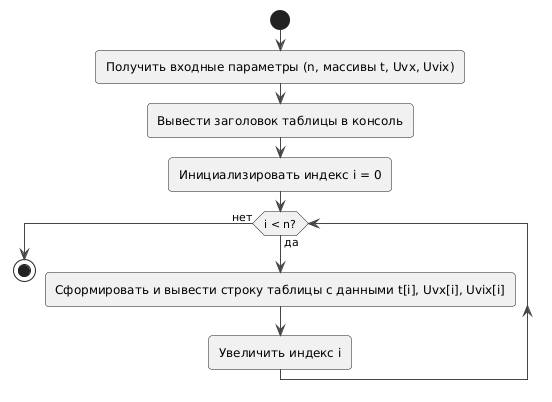 Получить входные параметры (n, массивы t, Uvx, Uvix)
Вывести заголовок таблицы в консоль
Инициализировать индекс i = 0
нет
i < n?
да
Сформировать и вывести строку таблицы с данными t[i], Uvx[i], Uvix[i]
Увеличить индекс i